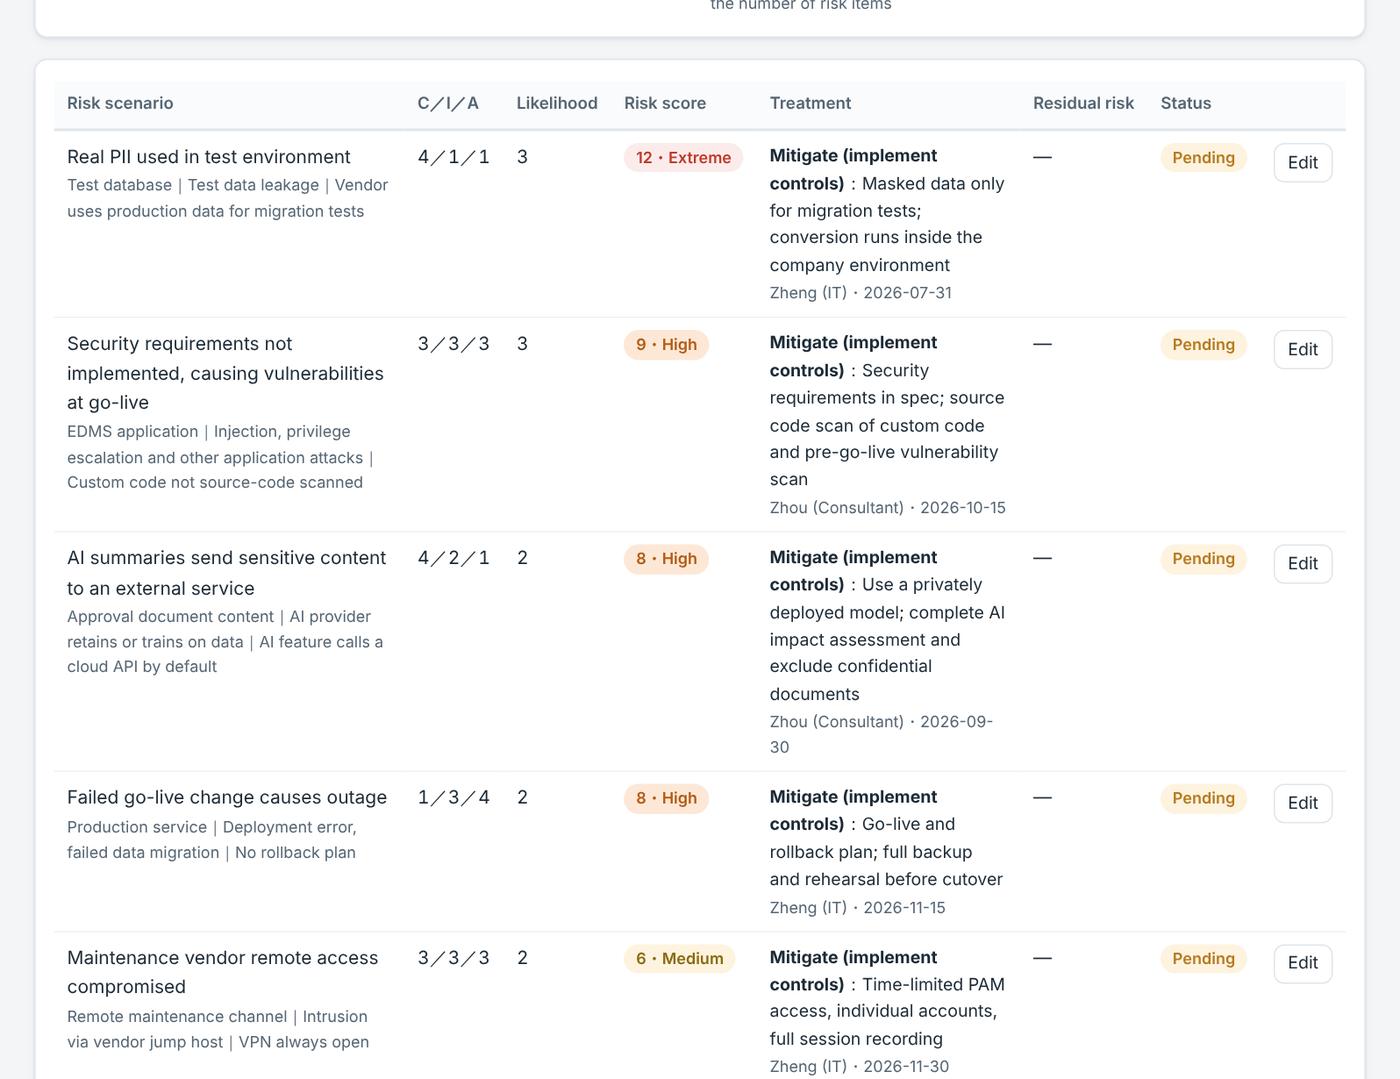 the number of risk items
Risk scenario
C／I／A
Likelihood
Risk score
Treatment
Residual risk
Status
Real PII used in test environment
Test database｜Test data leakage｜Vendor
uses production data for migration tests
4／1／1
3
12・Extreme
Mitigate (implement
controls)：Masked data only
for migration tests;
conversion runs inside the
company environment
Zheng (IT)・2026-07-31
—
Pending
Edit
Security requirements not
implemented, causing vulnerabilities
at go-live
EDMS application｜Injection, privilege
escalation and other application attacks｜
Custom code not source-code scanned
3／3／3
3
9・High
Mitigate (implement
controls)：Security
requirements in spec; source
code scan of custom code
and pre-go-live vulnerability
scan
Zhou (Consultant)・2026-10-15
—
Pending
Edit
AI summaries send sensitive content
to an external service
Approval document content｜AI provider
retains or trains on data｜AI feature calls a
cloud API by default
4／2／1
2
8・High
Mitigate (implement
controls)：Use a privately
deployed model; complete AI
impact assessment and
exclude confidential
documents
Zhou (Consultant)・2026-09-
30
—
Pending
Edit
Failed go-live change causes outage
Production service｜Deployment error,
failed data migration｜No rollback plan
1／3／4
2
8・High
Mitigate (implement
controls)：Go-live and
rollback plan; full backup
and rehearsal before cutover
Zheng (IT)・2026-11-15
—
Pending
Edit
Maintenance vendor remote access
compromised
Remote maintenance channel｜Intrusion
via vendor jump host｜VPN always open
3／3／3
2
6・Medium
Mitigate (implement
controls)：Time-limited PAM
access, individual accounts,
full session recording
Zheng (IT)・2026-11-30
—
Pending
Edit